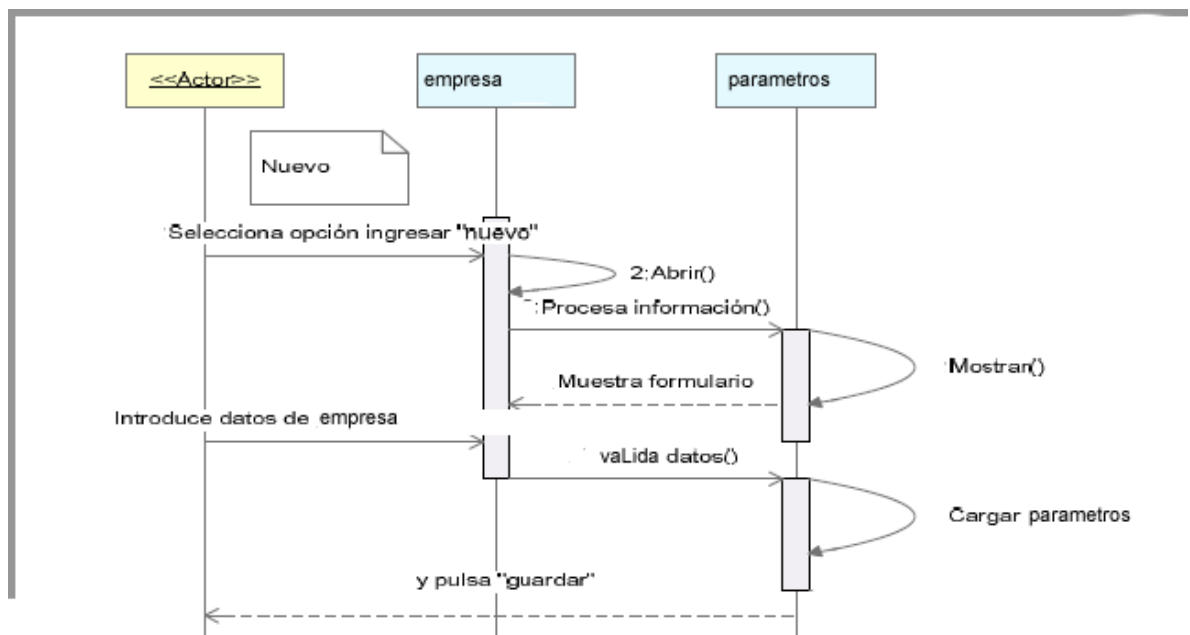 <<Actor>>
empresa
parametros
Nuevo
Selecciona opción ingresar "nuevo"
2:Abrir()
:Procesa información()
Mostrar()
Muestra formulario
Introduce datos de empresa
vaLida datos()
Cargar parametros
y pulsa "guardar"